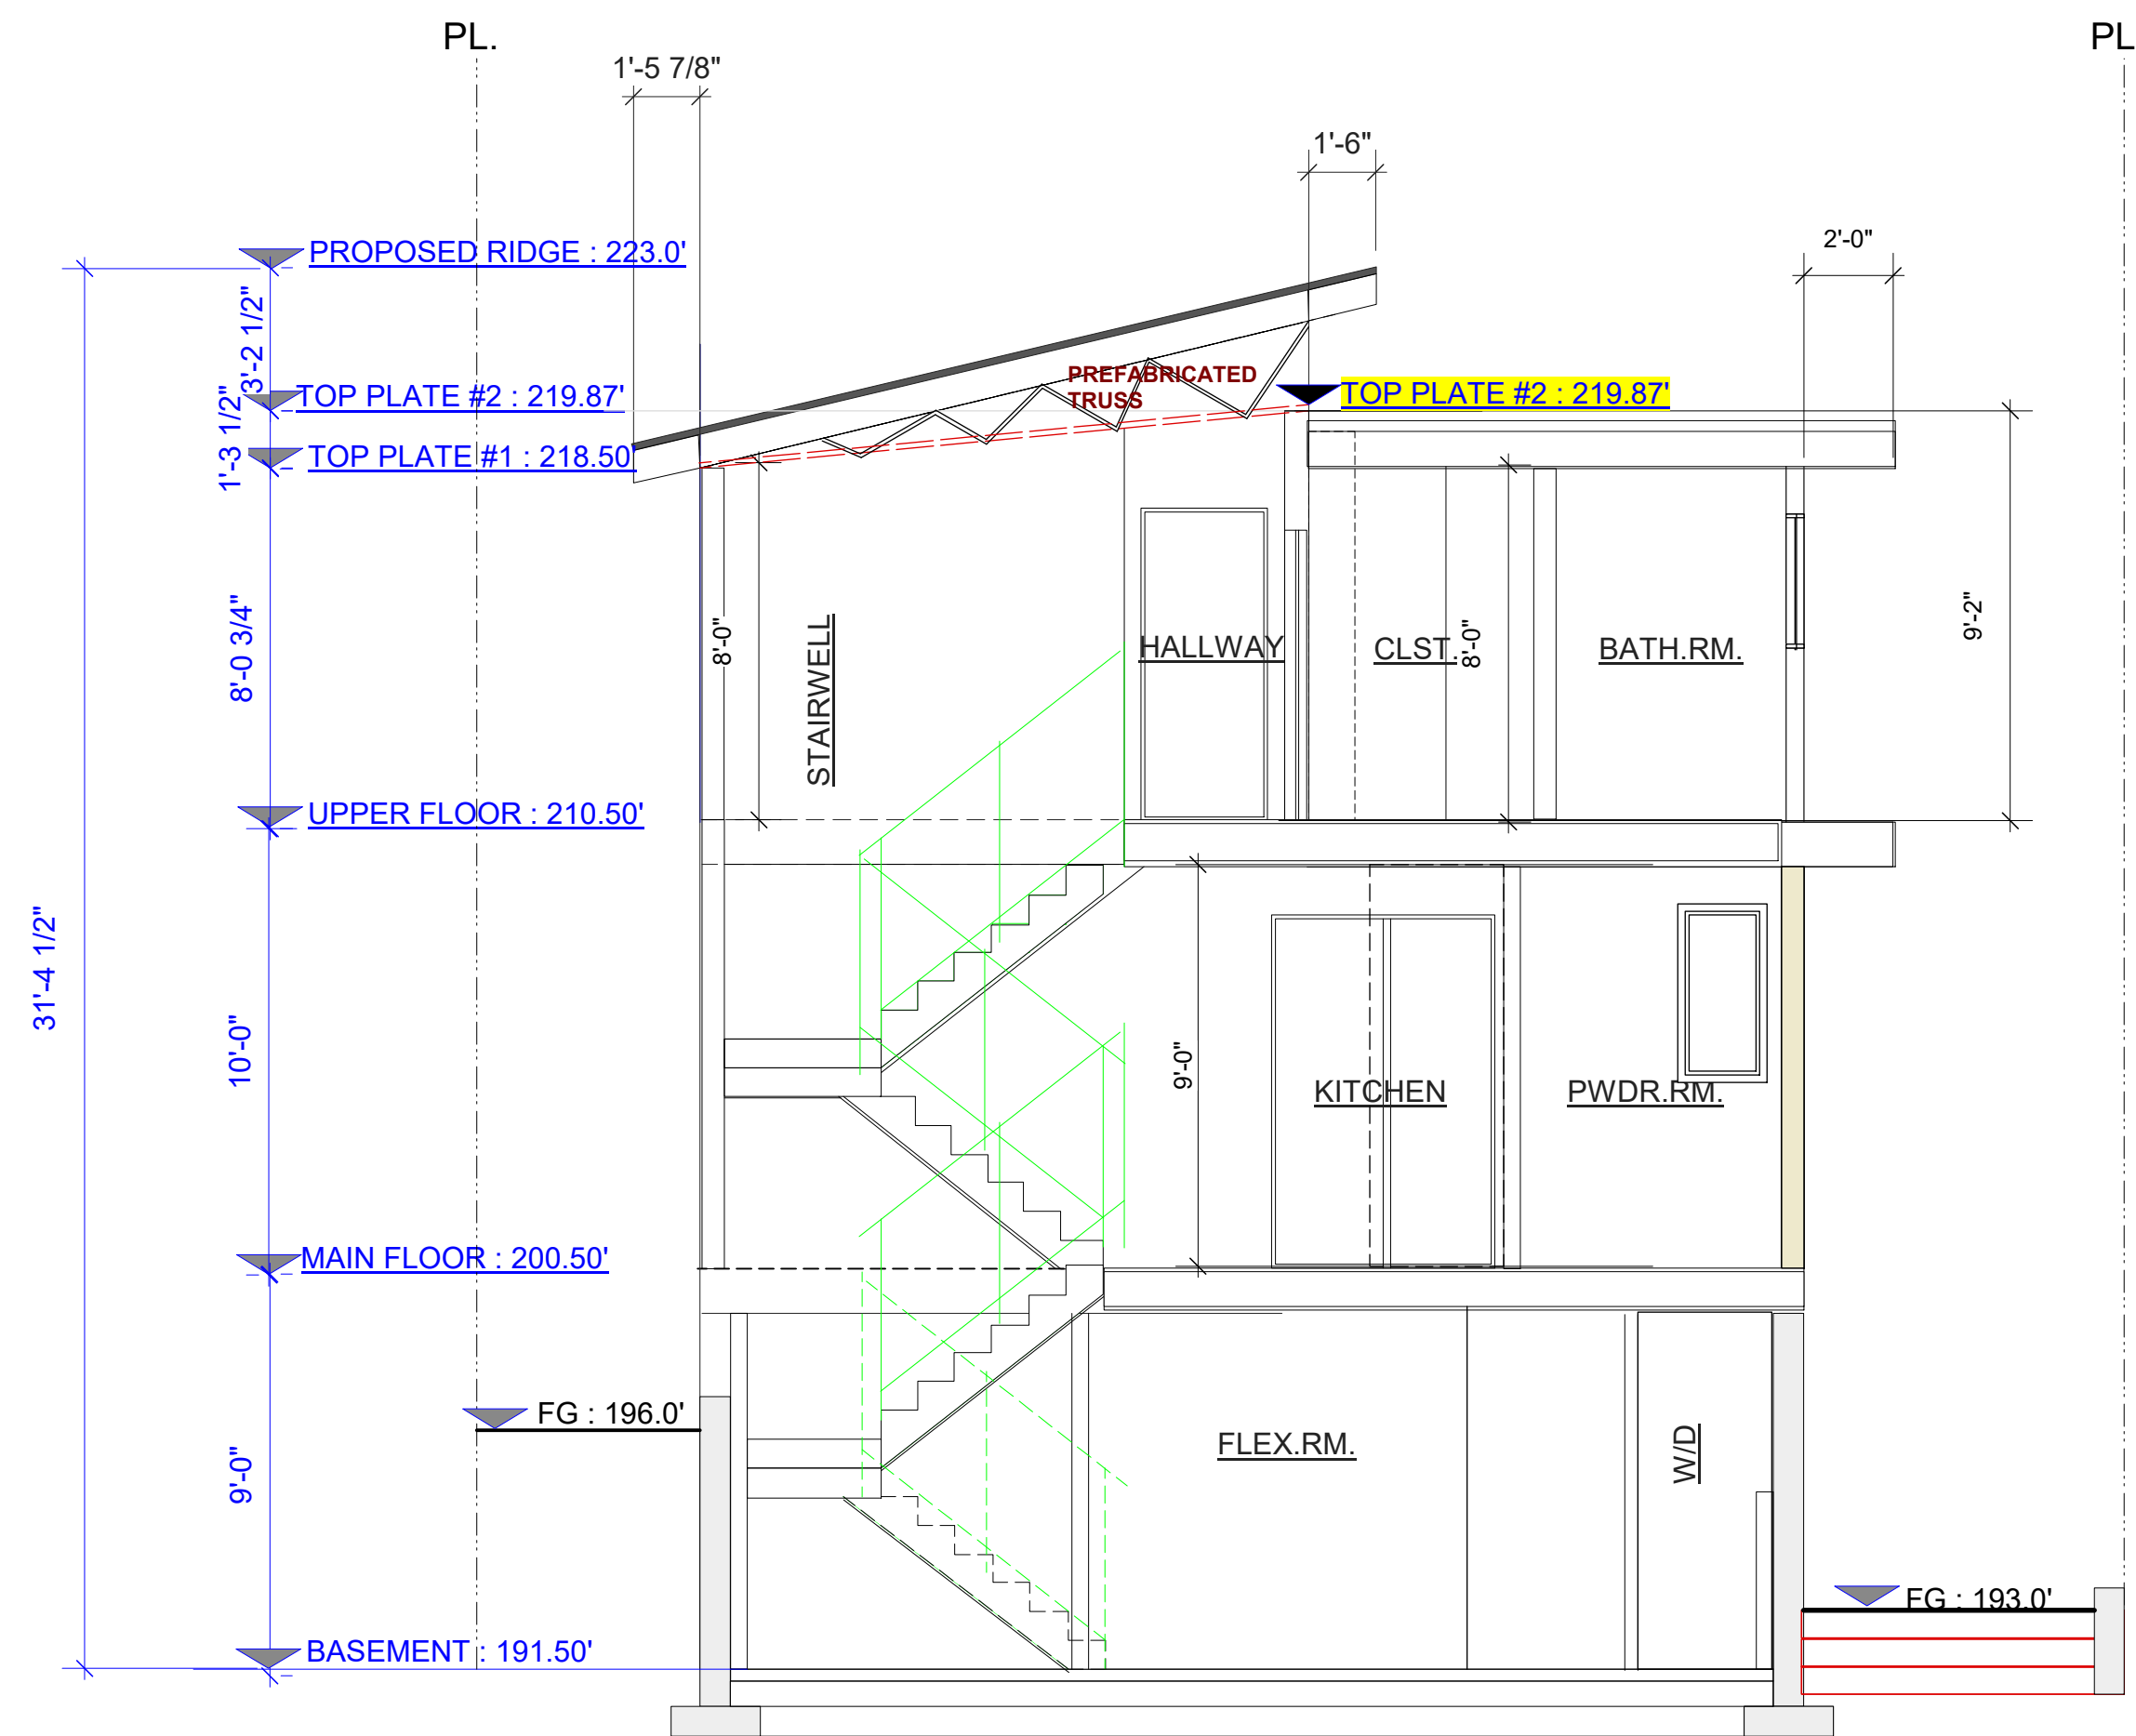 PL.
PL
1'-5 7/8"
1'-6"
2'-0"
PROPOSED RIDGE : 223.0'
3'-2 1/2"
TOP PLATE #2 : 219.87'
PREFABRICATED
TRUSS
TOP PLATE #2 : 219.87'
1'-3 1/2"
TOP PLATE #1 : 218.50'
8'-0 3/4"
8'-0"
STAIRWELL
HALLWAY
CLST.
8'-0"
BATH.RM.
9'-2"
UPPER FLOOR : 210.50'
31'-4 1/2"
10'-0"
9'-0"
KITCHEN
PWDR.RM.
MAIN FLOOR : 200.50'
FG : 196.0'
9'-0"
FLEX.RM.
W/D
FG : 193.0'
BASEMENT : 191.50'